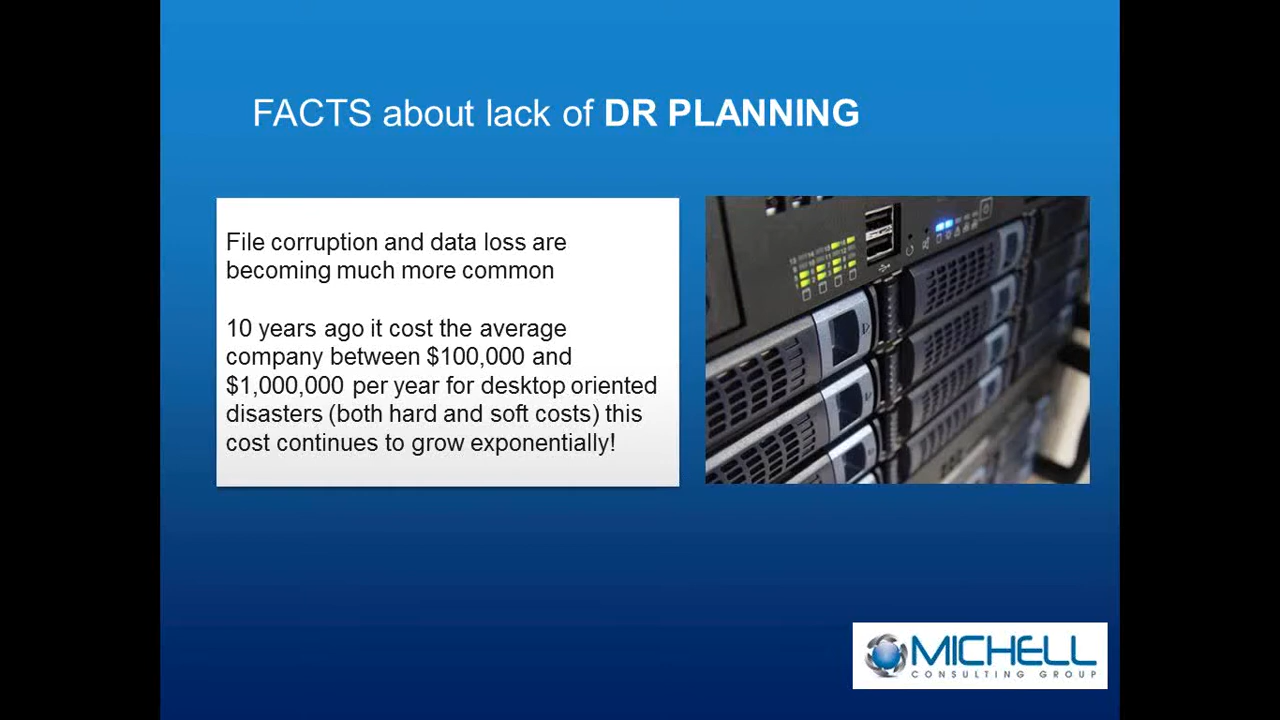 FACTS about lack of DR PLANNING
File corruption and data loss are
becoming much more common
10 years ago it cost the average
company between $100,000 and
$1,000,000 per year for desktop oriented
disasters (both hard and soft costs) this
cost continues to grow exponentially!
MICHELL
CONSULTING GROUP